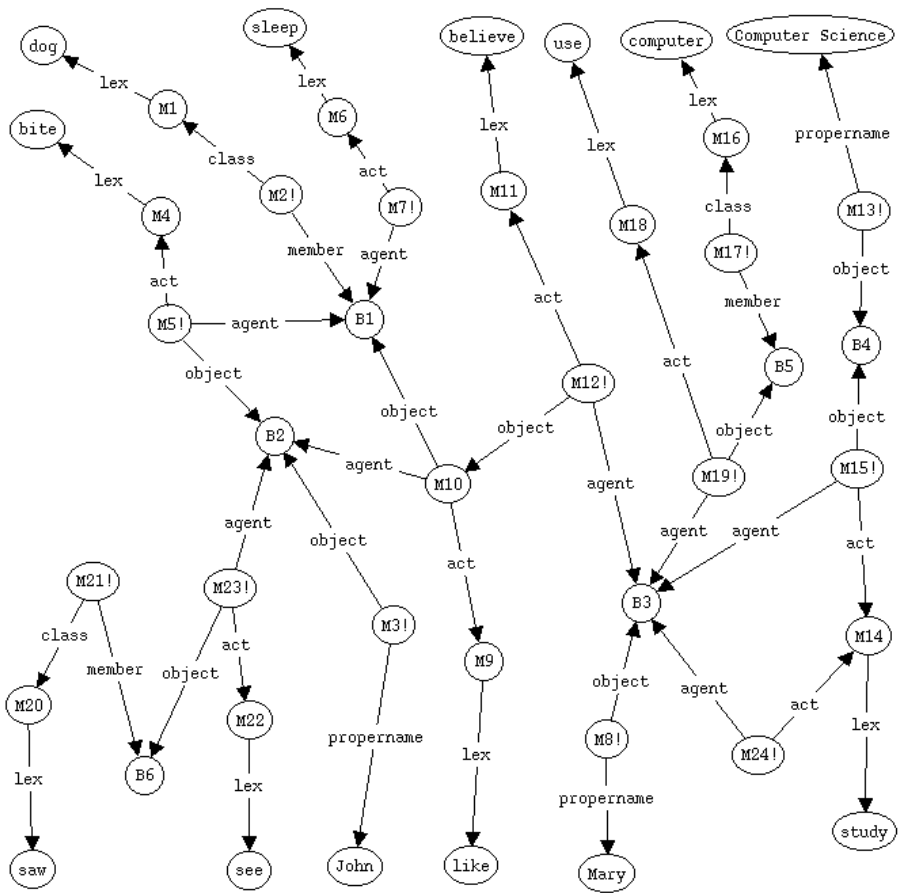 sleep
believe
use
computer
Computer Science
dog
lex
lex
lex
lex
M1
M6
bite
lex
M16
propername
class
act
lex
M2!
M11
M7!
class
M13!
M4
M18
member
agent
M17!
object
act
act
member
M5!
agent
B1
B4
act
B5
object
M12!
object
object
object
object
B2
agent
M10
M19!
M15!
agent
agent
agent
agent
object
act
act
M21!
M23!
B3
class
act
M3!
M14
member
object
M9
object
agent
act
M20
M22
lex
propername
M8!
M24!
lex
B6
lex
lex
propername
study
saw
see
John
like
Mary